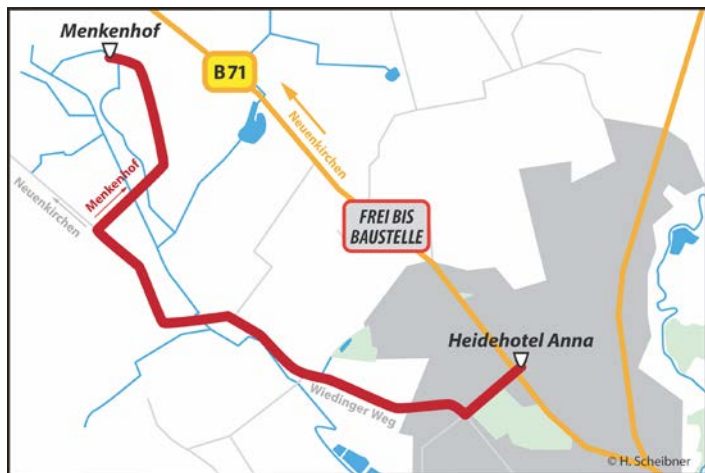 Menkenhof
B71
Neuenkirchen
Menkenhof
Neuenkirchen
FREI BIS
BAUSTELLE
Heidehotel Anna
Wiedinger Weg
© H. Scheibner